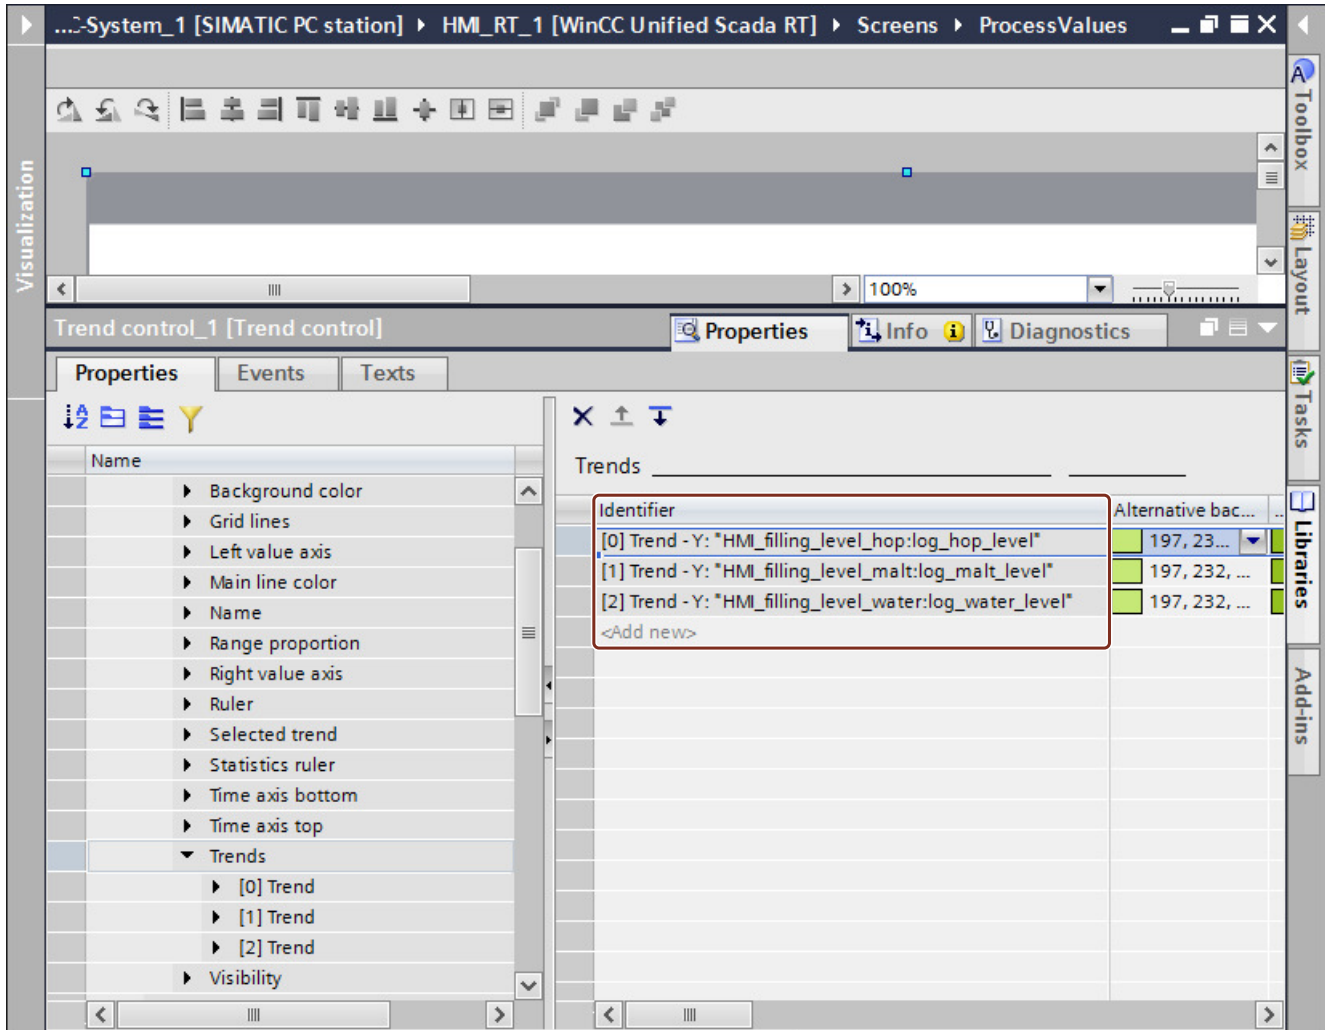 ...:-System_1 [SIMATIC PC station] ▸ HMI_RT_1 [WinCC Unified Scada RT] ▸ Screens ▸ ProcessValues
Visualization
100%
Trend control_1 [Trend control]
Properties
Info
Diagnostics
Properties
Events
Texts
Name
Background color
Grid lines
Left value axis
Main line color
Name
Range proportion
Right value axis
Ruler
Selected trend
Statistics ruler
Time axis bottom
Time axis top
Trends
[0] Trend
[1] Trend
[2] Trend
Visibility
Trends
Identifier
Alternative bac...
..
[0] Trend - Y: "HMI_filling_level_hop:log_hop_level"
197, 23...
[1] Trend - Y: "HMI_filling_level_malt:log_malt_level"
197, 232, ...
[2] Trend - Y: "HMI_filling_level_water:log_water_level"
197, 232, ...
<Add new>
Toolbox
Layout
Tasks
Libraries
Add-ins